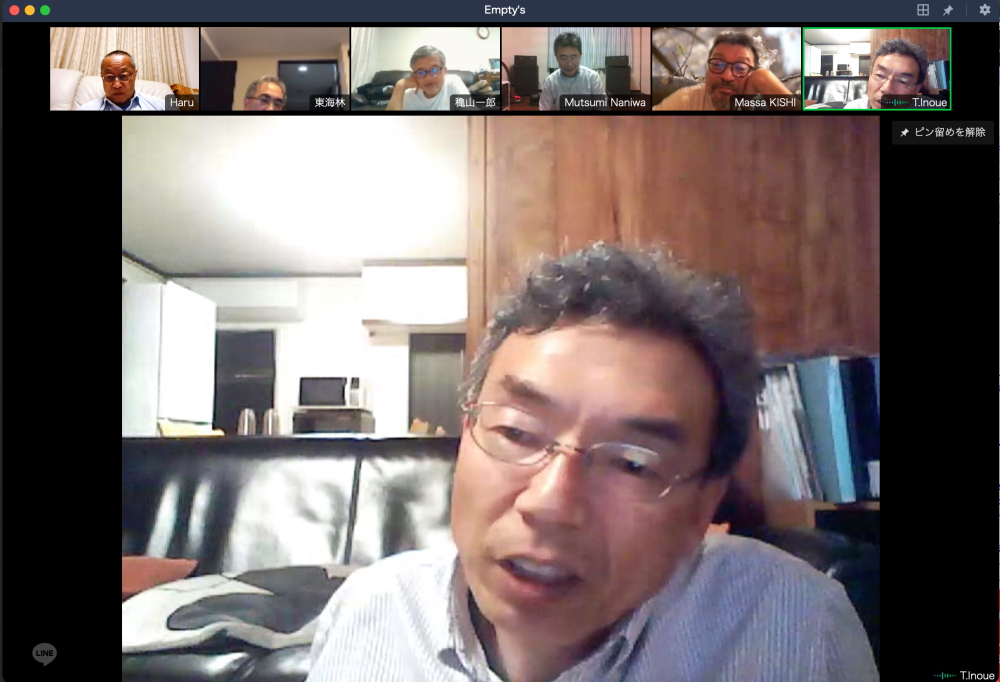 Empty's
Haru
東海林
穐山一郎
Mutsumi Naniwa
Massa KISHI
T.Inoue
ピン留めを解除
LINE
T.Inoue